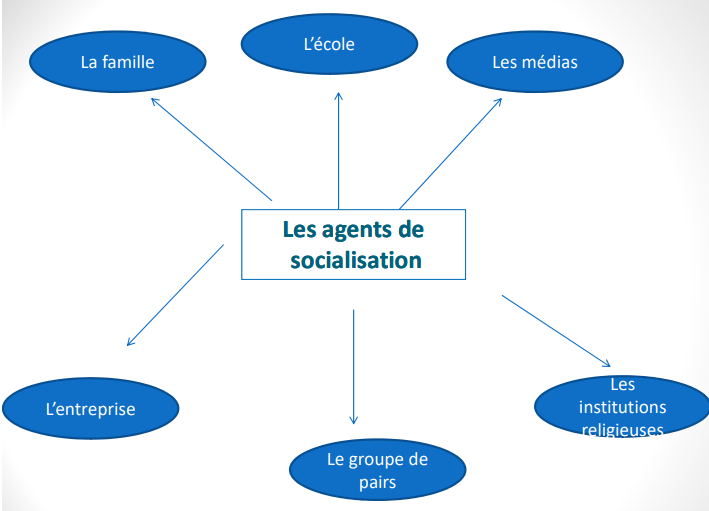 L'école
La famille
Les médias
Les agents de
socialisation
L'entreprise
Les
institutions
religieuses
Le groupe de
pairs